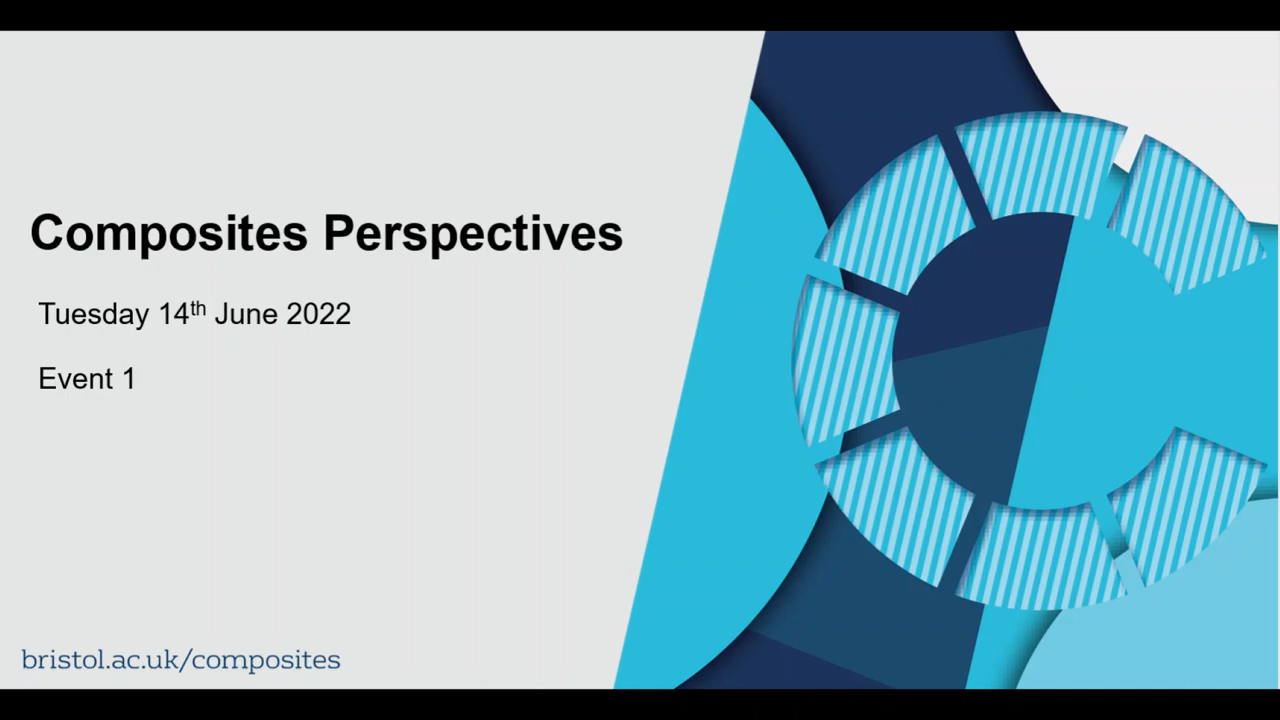 Composites Perspectives
Tuesday 14th June 2022
Event 1
bristol.ac.uk/composites